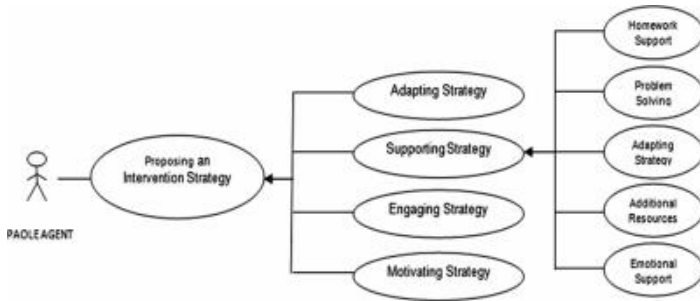 Homework
Support
Problem
Solving
Adapting Strategy
Proposing an
Intervention Strategy
Supporting Strategy
Adapting
Strategy
Engaging Strategy
Additional
Resources
PAOLE AGENT
Motivating Strategy
Emotional
Support